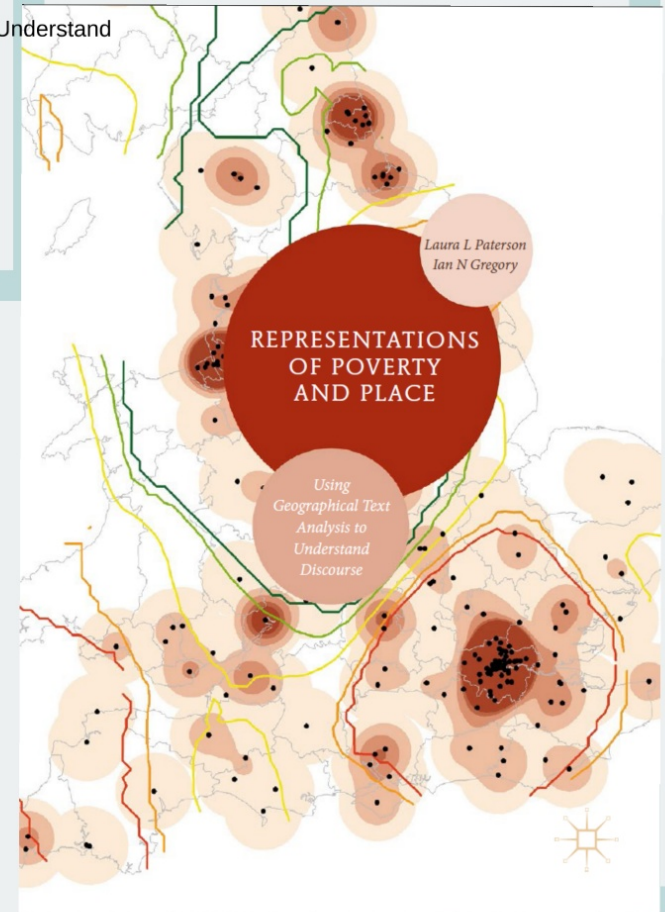 Understand
Laura L Paterson
Ian N Gregory
REPRESENTATIONS
OF POVERTY
AND PLACE
Using
Geographical Text
Analysis to
Understand
Discourse